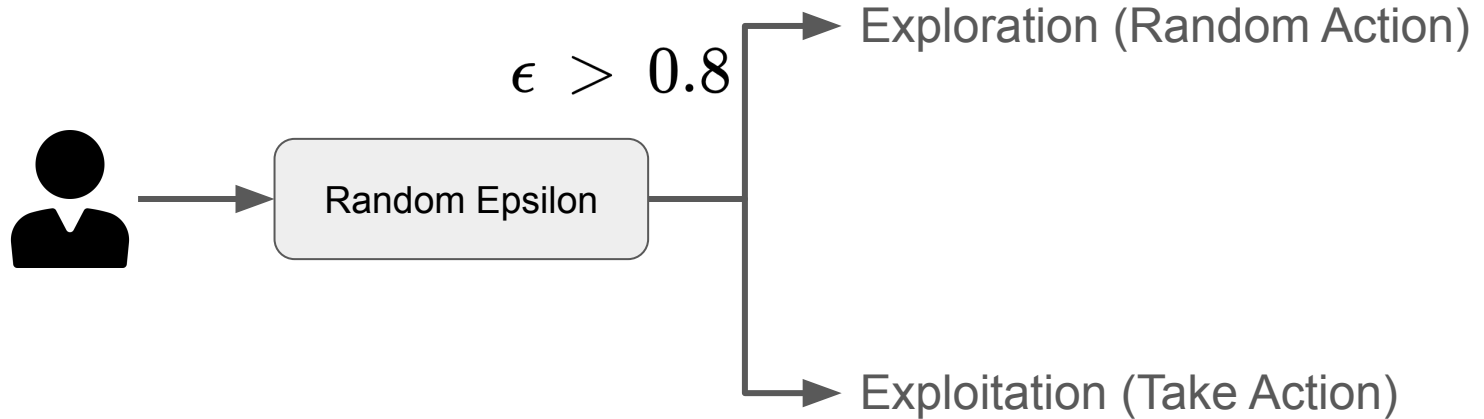 Exploration (Random Action)
ϵ > 0.8
Random Epsilon
Exploitation (Take Action)